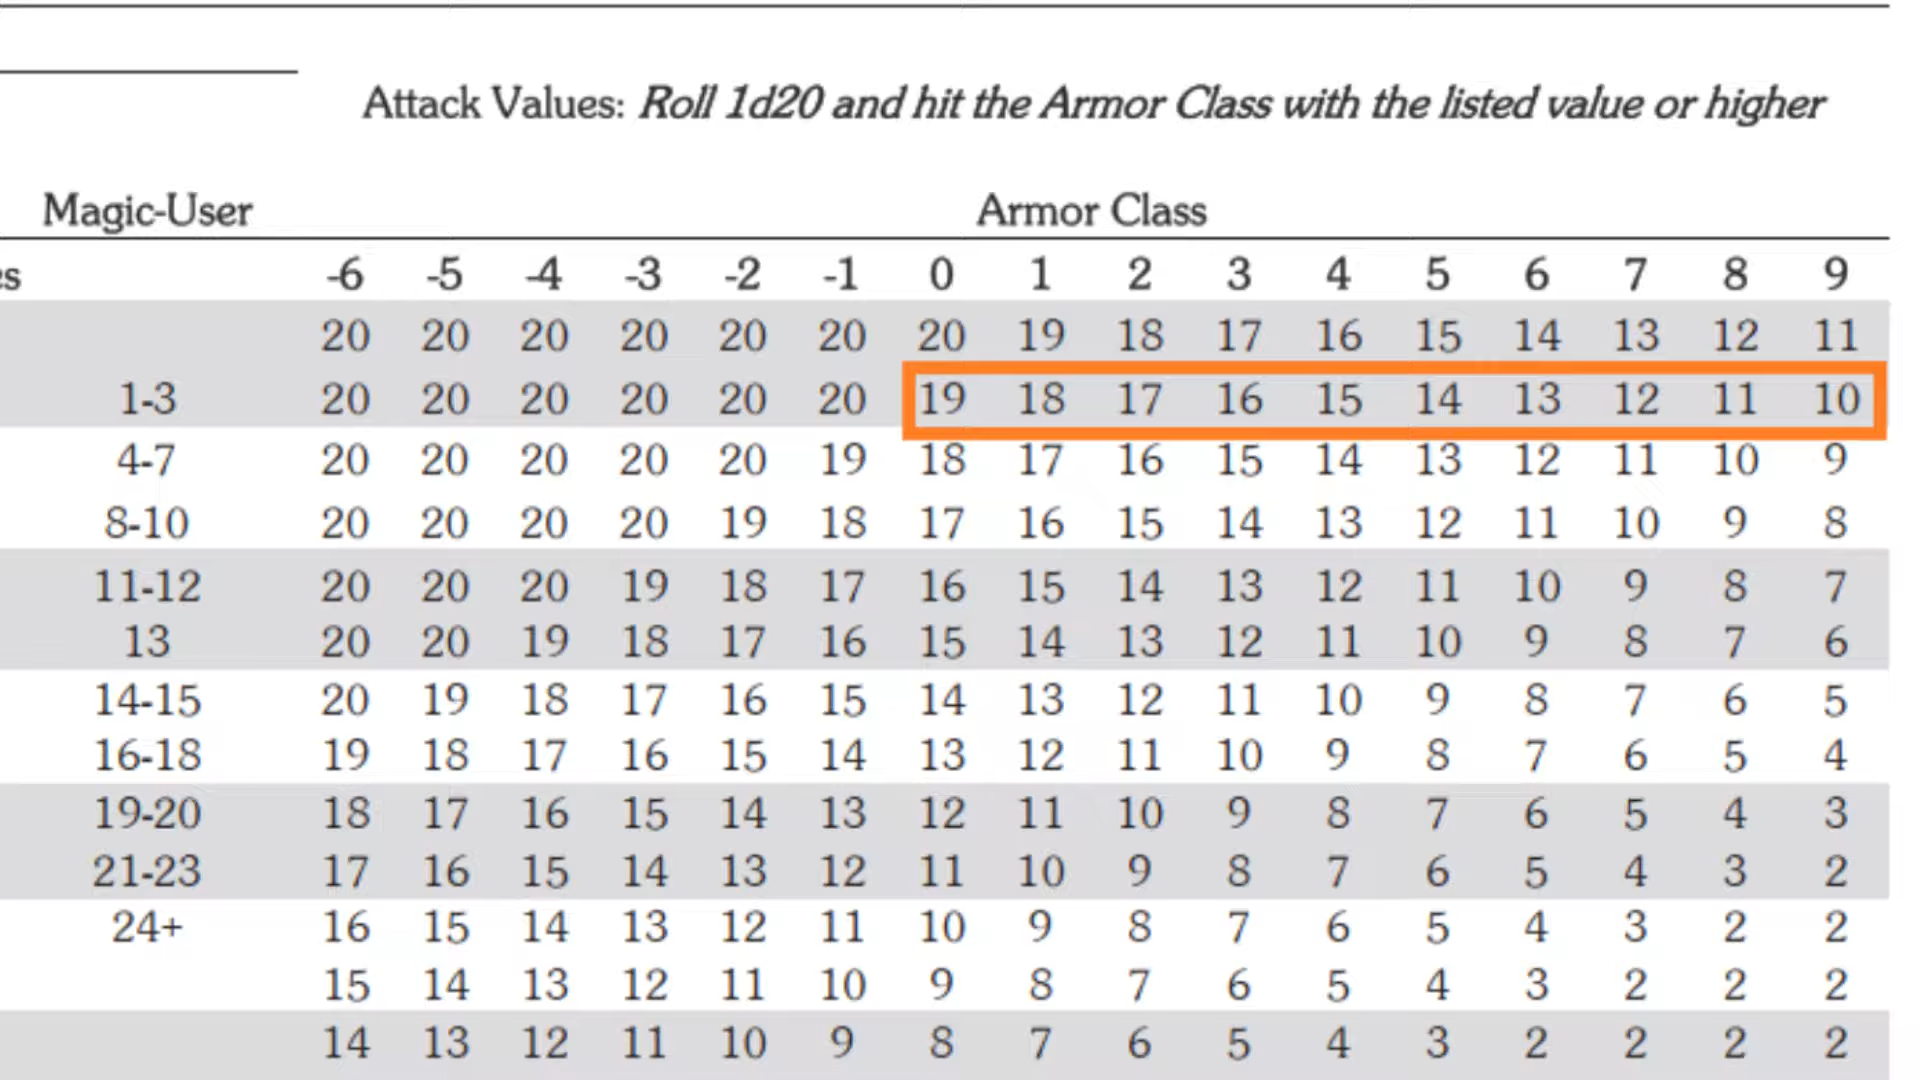 Attack Values: Roll 1d20 and hit the Armor Class with the listed value or higher
Magic-User Armor Class
es -6 -5 -4 -3 -2 -1 0 1 2 3 4 5 6 7 8 9
20 20 20 20 20 20 20 19 18 17 16 15 14 13 12 11
1-3 20 20 20 20 20 20 19 18 17 16 15 14 13 12 11 10
4-7 20 20 20 20 20 19 18 17 16 15 14 13 12 11 10 9
8-10 20 20 20 20 19 18 17 16 15 14 13 12 11 10 9 8
11-12 20 20 20 19 18 17 16 15 14 13 12 11 10 9 8 7
13 20 20 19 18 17 16 15 14 13 12 11 10 9 8 7 6
14-15 20 19 18 17 16 15 14 13 12 11 10 9 8 7 6 5
16-18 19 18 17 16 15 14 13 12 11 10 9 8 7 6 5 4
19-20 18 17 16 15 14 13 12 11 10 9 8 7 6 5 4 3
21-23 17 16 15 14 13 12 11 10 9 8 7 6 5 4 3 2
24+ 16 15 14 13 12 11 10 9 8 7 6 5 4 3 2 2
15 14 13 12 11 10 9 8 7 6 5 4 3 2 2 2
14 13 12 11 10 9 8 7 6 5 4 3 2 2 2 2